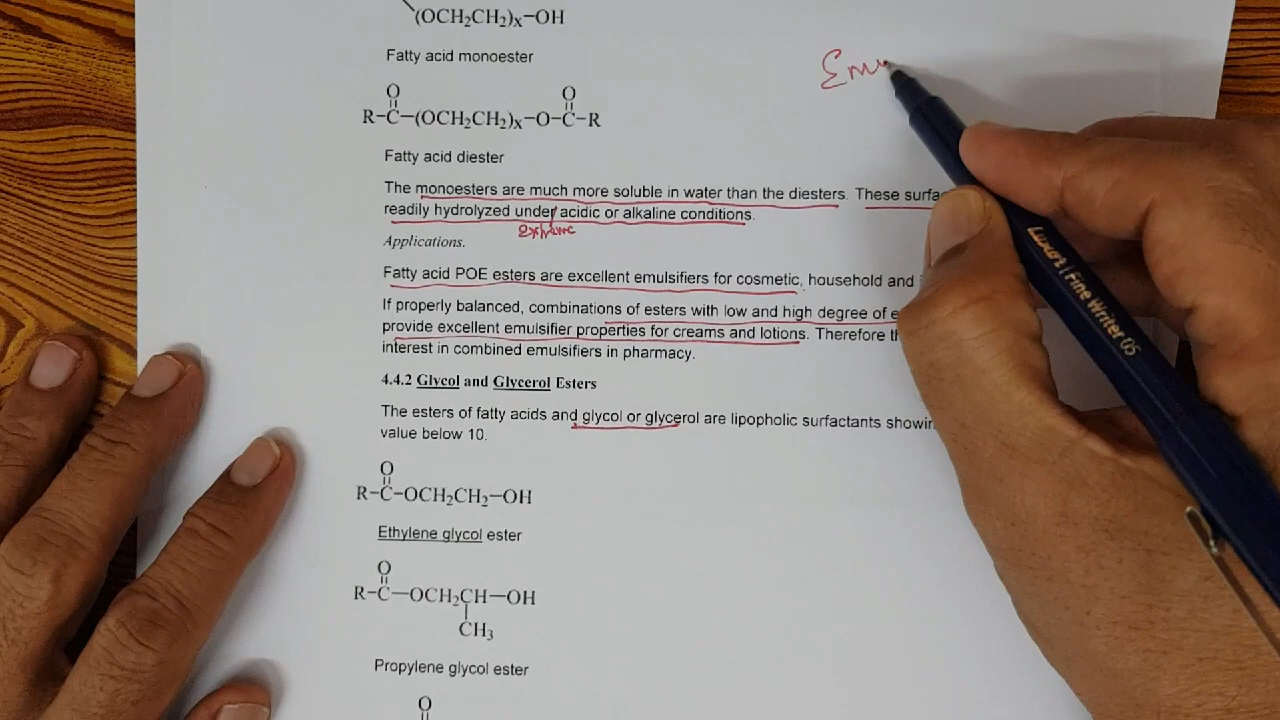 (OCH₂CH₂)ₓ−OH
Fatty acid monoester
Emu
O O
R−C−(OCH₂CH₂)ₓ−O−C−R
Fatty acid diester
The monoesters are much more soluble in water than the diesters. These
readily hydrolyzed under acidic or alkaline conditions.
extreme
Applications.
Fatty acid POE esters are excellent emulsifiers for cosmetic, household and
If properly balanced, combinations of esters with low and high degree of
provide excellent emulsifier properties for creams and lotions. Therefore
interest in combined emulsifiers in pharmacy.
4.4.2 Glycol and Glycerol Esters
The esters of fatty acids and glycol or glycerol are lipopholic surfactants
value below 10.
O
R−C−OCH₂CH₂−OH
Ethylene glycol ester
O
R−C−OCH₂CH−OH
CH₃
Propylene glycol ester
O
Luxor | Fine Writer 05